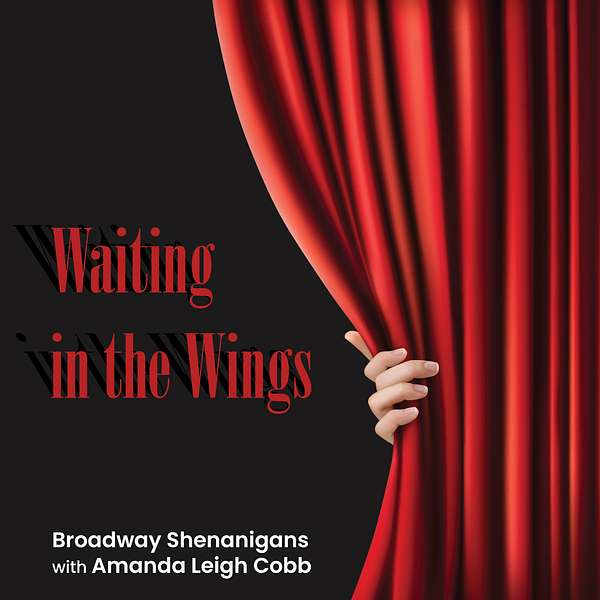 Waiting
in the Wings
Broadway Shenanigans
with Amanda Leigh Cobb